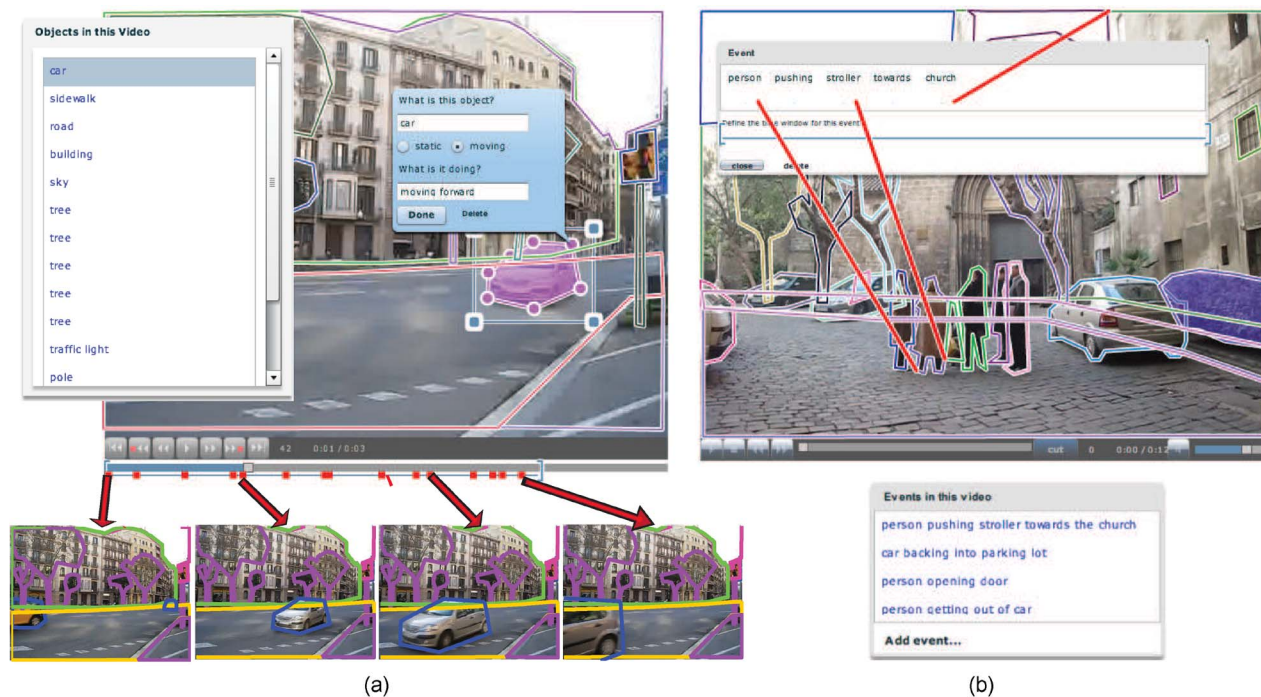 Objects in this Video
car
sidewalk
road
building
sky
tree
tree
tree
tree
tree
traffic light
pole
What is this object?
car
static moving
What is it doing?
moving forward
Done Delete
42 0:01 / 0:03
(a)
Event
person pushing stroller towards church
Define the time window for this event
close delete
cut 0 0:00 / 0:12
Events in this video
person pushing stroller towards the church
car backing into parking lot
person opening door
person getting out of car
Add event...
(b)